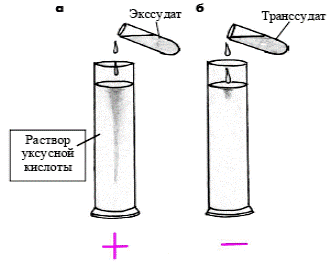 а
б
Экссудат
Транссудат
Раствор
уксусной
кислоты
+
−